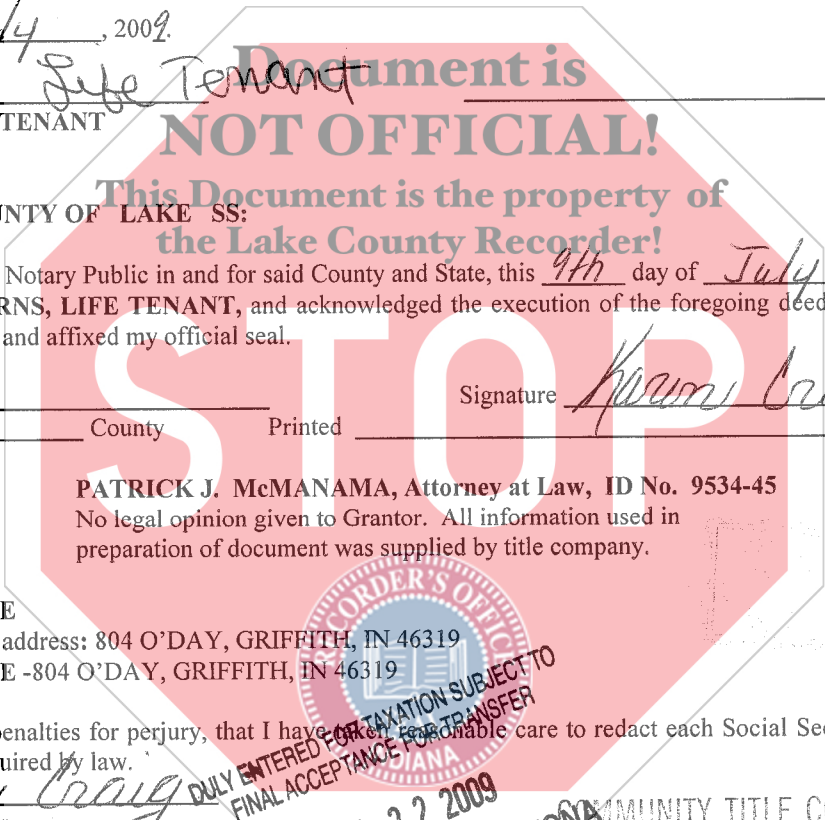 , 2009.
Life Tenant
Document is
TENANT
NOT OFFICIAL!
This Document is the property of
UNTY OF LAKE SS:
the Lake County Recorder!
Notary Public in and for said County and State, this 9th day of July
RNS, LIFE TENANT, and acknowledged the execution of the foregoing deed
and affixed my official seal.
STOP
Signature Karen Cra
County Printed
PATRICK J. McMANAMA, Attorney at Law, ID No. 9534-45
No legal opinion given to Grantor. All information used in
preparation of document was supplied by title company.
E
address: 804 O'DAY, GRIFFITH, IN 46319
E -804 O'DAY, GRIFFITH, IN 46319
RECORDER'S OFFICE
INDIANA
enalties for perjury, that I have taken reasonable care to redact each Social Sec
uired by law.
Craig
DULY ENTERED FOR TAXATION SUBJECT TO
FINAL ACCEPTANCE FOR TRANSFER
22 2009
COMMUNITY TITLE C